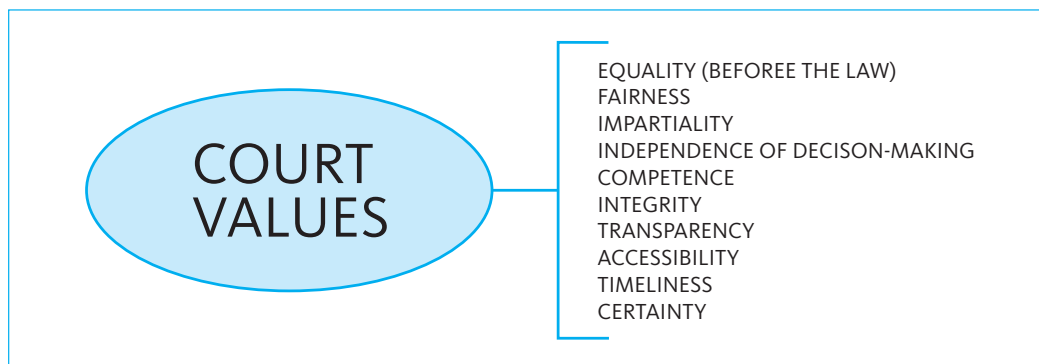 COURT
VALUES
EQUALITY (BEFOREE THE LAW)
FAIRNESS
IMPARTIALITY
INDEPENDENCE OF DECISON-MAKING
COMPETENCE
INTEGRITY
TRANSPARENCY
ACCESSIBILITY
TIMELINESS
CERTAINTY